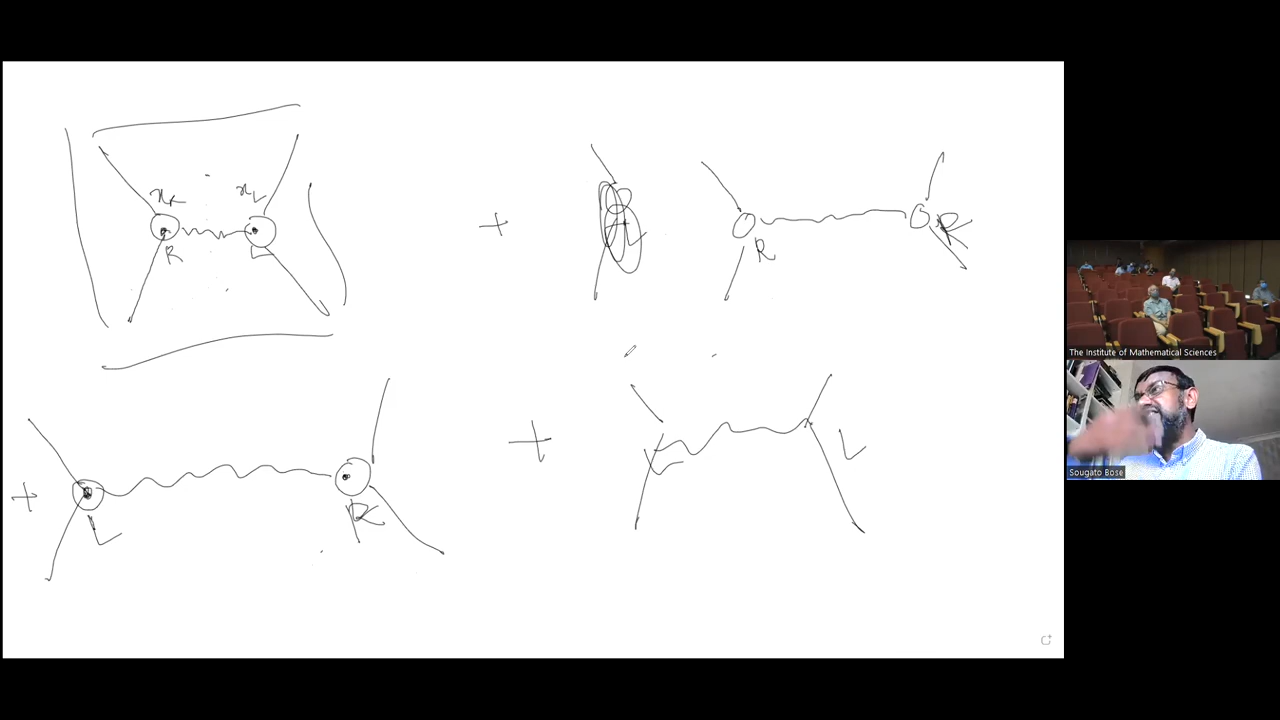 x_R x_L
R L
+
R R
+ L R
+
L L
The Institute of Mathematical Sciences
Sougato Bose